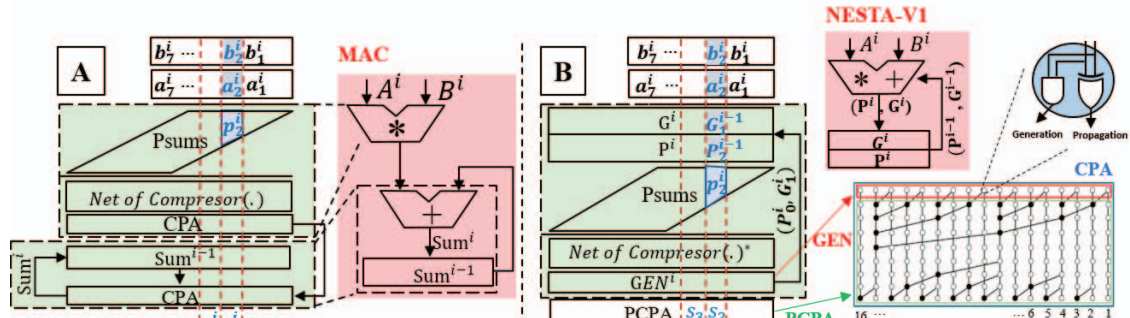 A
b₇ⁱ ... b₂ⁱ b₁ⁱ
a₇ⁱ ... a₂ⁱ a₁ⁱ
p₂ⁱ
Psums
Net of Compresor(.)
CPA
Sumⁱ⁻¹
Sumⁱ
CPA
MAC
Aⁱ Bⁱ
*
+
Sumⁱ
Sumⁱ⁻¹
B
b₇ⁱ ... b₂ⁱ b₁ⁱ
a₇ⁱ ... a₂ⁱ a₁ⁱ
Gⁱ G₁ⁱ⁻¹
Pⁱ P₂ⁱ⁻¹
p₂ⁱ
Psums
(P₀ⁱ, G₁ⁱ)
Net of Compresor(.)*
GENⁱ
PCPA S₃ S₂
NESTA-V1
Aⁱ Bⁱ
* +
(Pⁱ, Gⁱ)
(Pⁱ⁻¹, Gⁱ⁻¹)
Gⁱ
Pⁱ
Generation Propagation
CPA
GEN
PCPA
16 ... ... 6 5 4 3 2 1